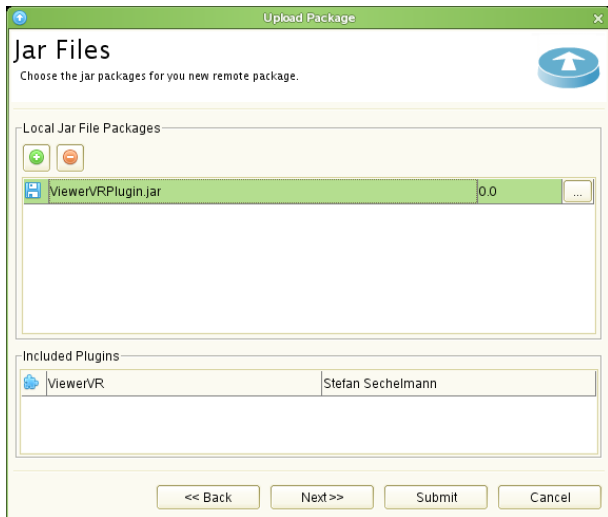 Upload Package
Jar Files
Choose the jar packages for you new remote package.
Local Jar File Packages
ViewerVRPlugin.jar 0.0 ...
Included Plugins
ViewerVR Stefan Sechelmann
<< Back Next>> Submit Cancel